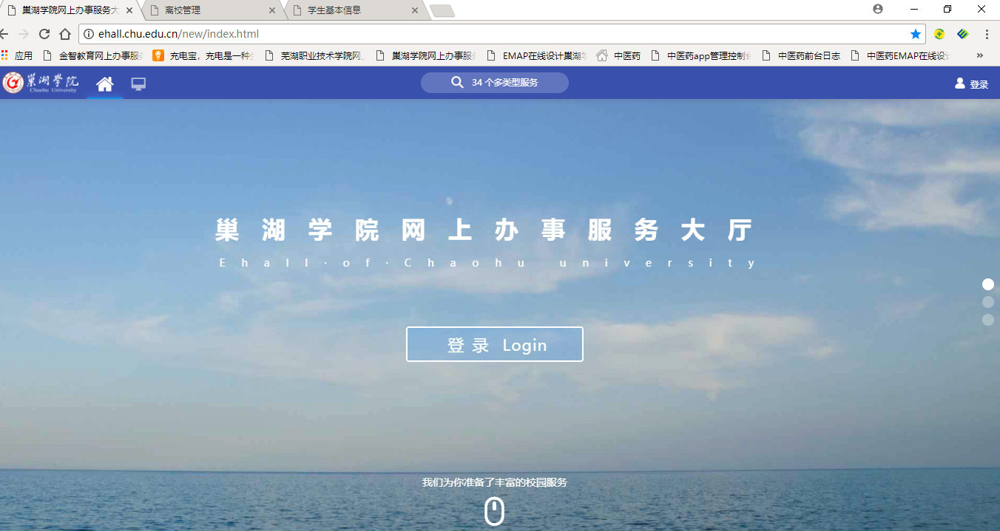 巢湖学院网上办事服务大
离校管理
学生基本信息
ehall.chu.edu.cn/new/index.html
应用 金智教育网上办事服 充电宝，充电是一种 芜湖职业技术学院网 巢湖学院网上办事服 EMAP在线设计巢湖 中医药 中医药app管理控制 中医药前台日志 中医药EMAP在线设 »
巢湖学院
Chaohu University
34 个多类型服务
登录
巢湖学院网上办事服务大厅
Ehall·of·Chaohu university
登 录 Login
我们为你准备了丰富的校园服务